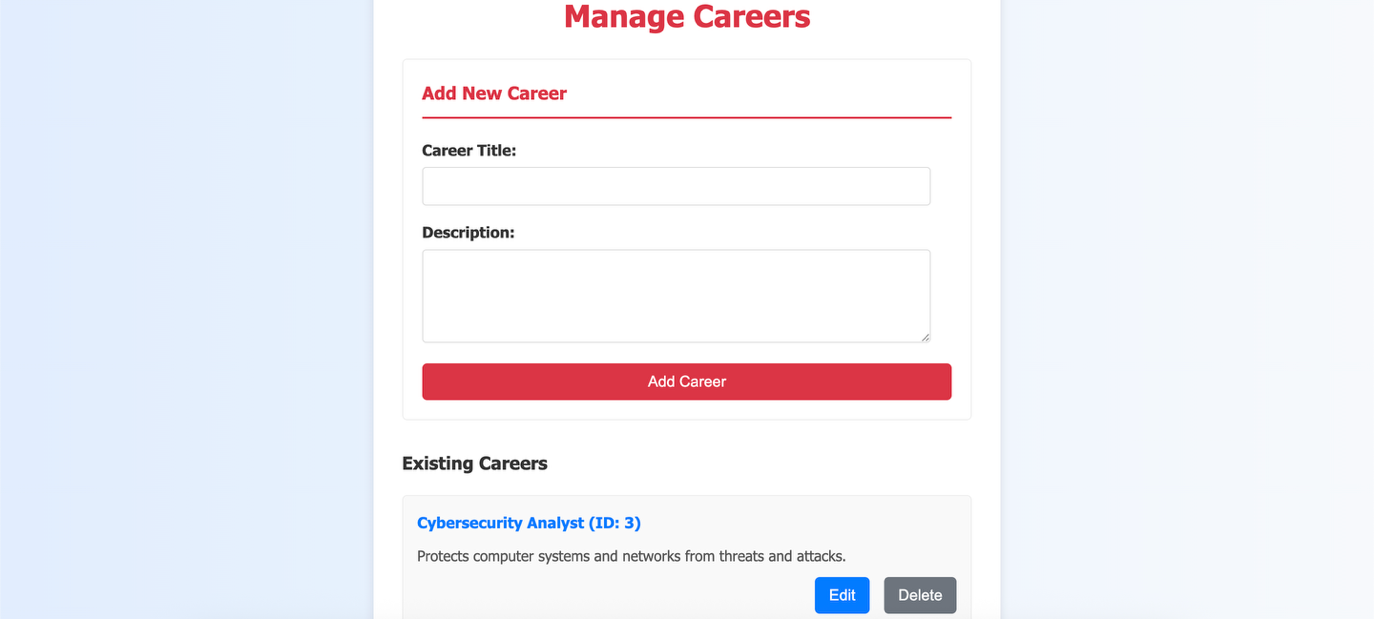 Manage Careers
Add New Career
Career Title:
Description:
Add Career
Existing Careers
Cybersecurity Analyst (ID: 3)
Protects computer systems and networks from threats and attacks.
Edit Delete